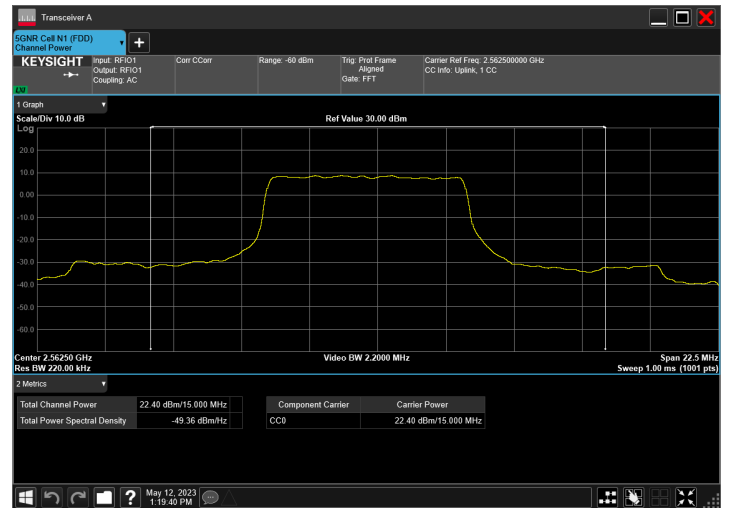 Transceiver A
5GNR Cell N1 (FDD)
Channel Power
KEYSIGHT
LXI
Input: RFIO1
Output: RFIO1
Coupling: AC
Corr CCorr
Range: -60 dBm
Trig: Prot Frame
Aligned
Gate: FFT
Carrier Ref Freq: 2.562500000 GHz
CC Info: Uplink, 1 CC
1 Graph
Scale/Div 10.0 dB
Ref Value 30.00 dBm
Log
20.0
10.0
0.00
-10.0
-20.0
-30.0
-40.0
-50.0
-60.0
Center 2.56250 GHz
Res BW 220.00 kHz
Video BW 2.2000 MHz
Span 22.5 MHz
Sweep 1.00 ms (1001 pts)
2 Metrics
Total Channel Power 22.40 dBm/15.000 MHz
Total Power Spectral Density -49.36 dBm/Hz
Component Carrier Carrier Power
CC0 22.40 dBm/15.000 MHz
?
May 12, 2023
1:19:40 PM